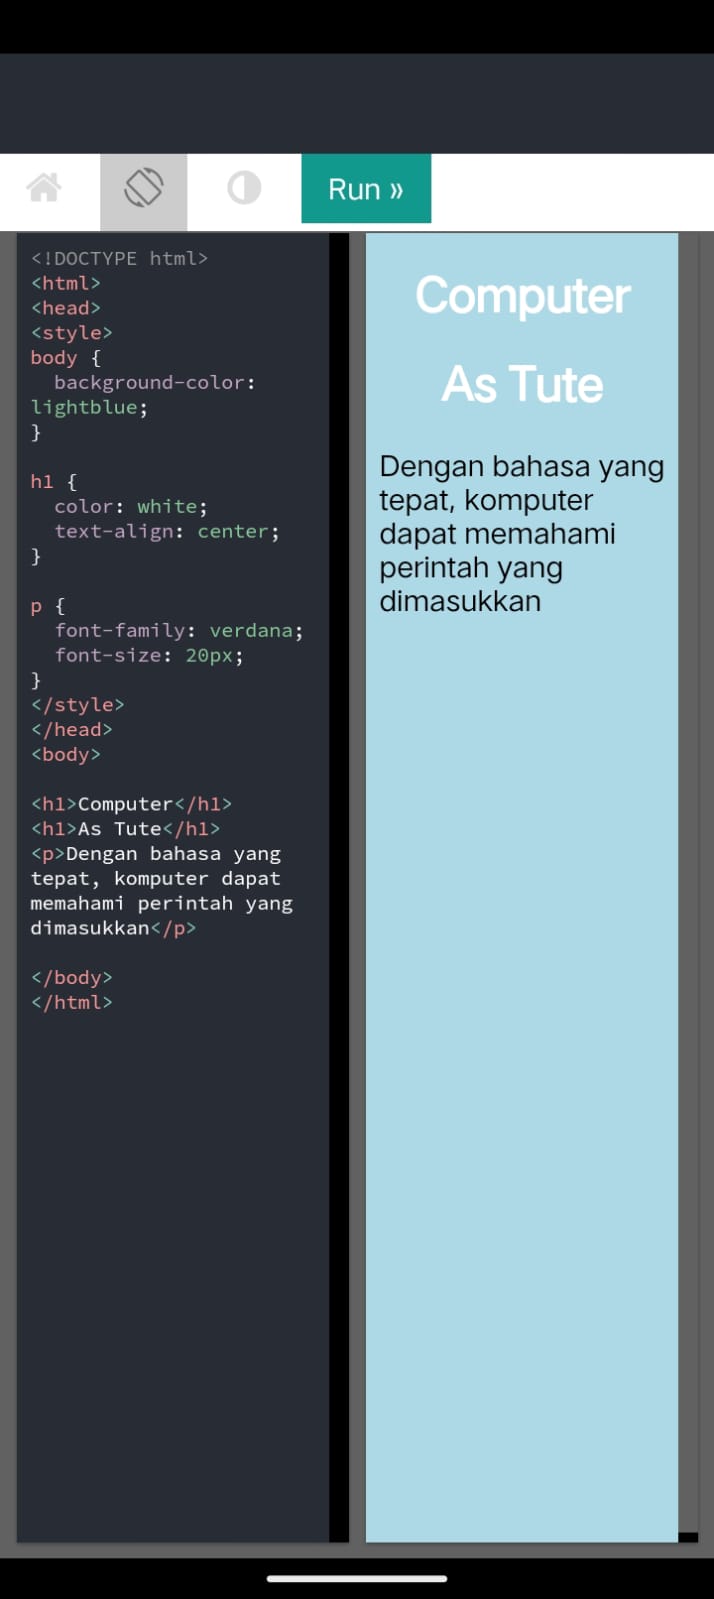 Run »
<!DOCTYPE html>
<html>
<head>
<style>
body {
  background-color:
lightblue;
}

h1 {
  color: white;
  text-align: center;
}

p {
  font-family: verdana;
  font-size: 20px;
}
</style>
</head>
<body>

<h1>Computer</h1>
<h1>As Tute</h1>
<p>Dengan bahasa yang
tepat, komputer dapat
memahami perintah yang
dimasukkan</p>

</body>
</html>
Computer
As Tute
Dengan bahasa yang
tepat, komputer
dapat memahami
perintah yang
dimasukkan